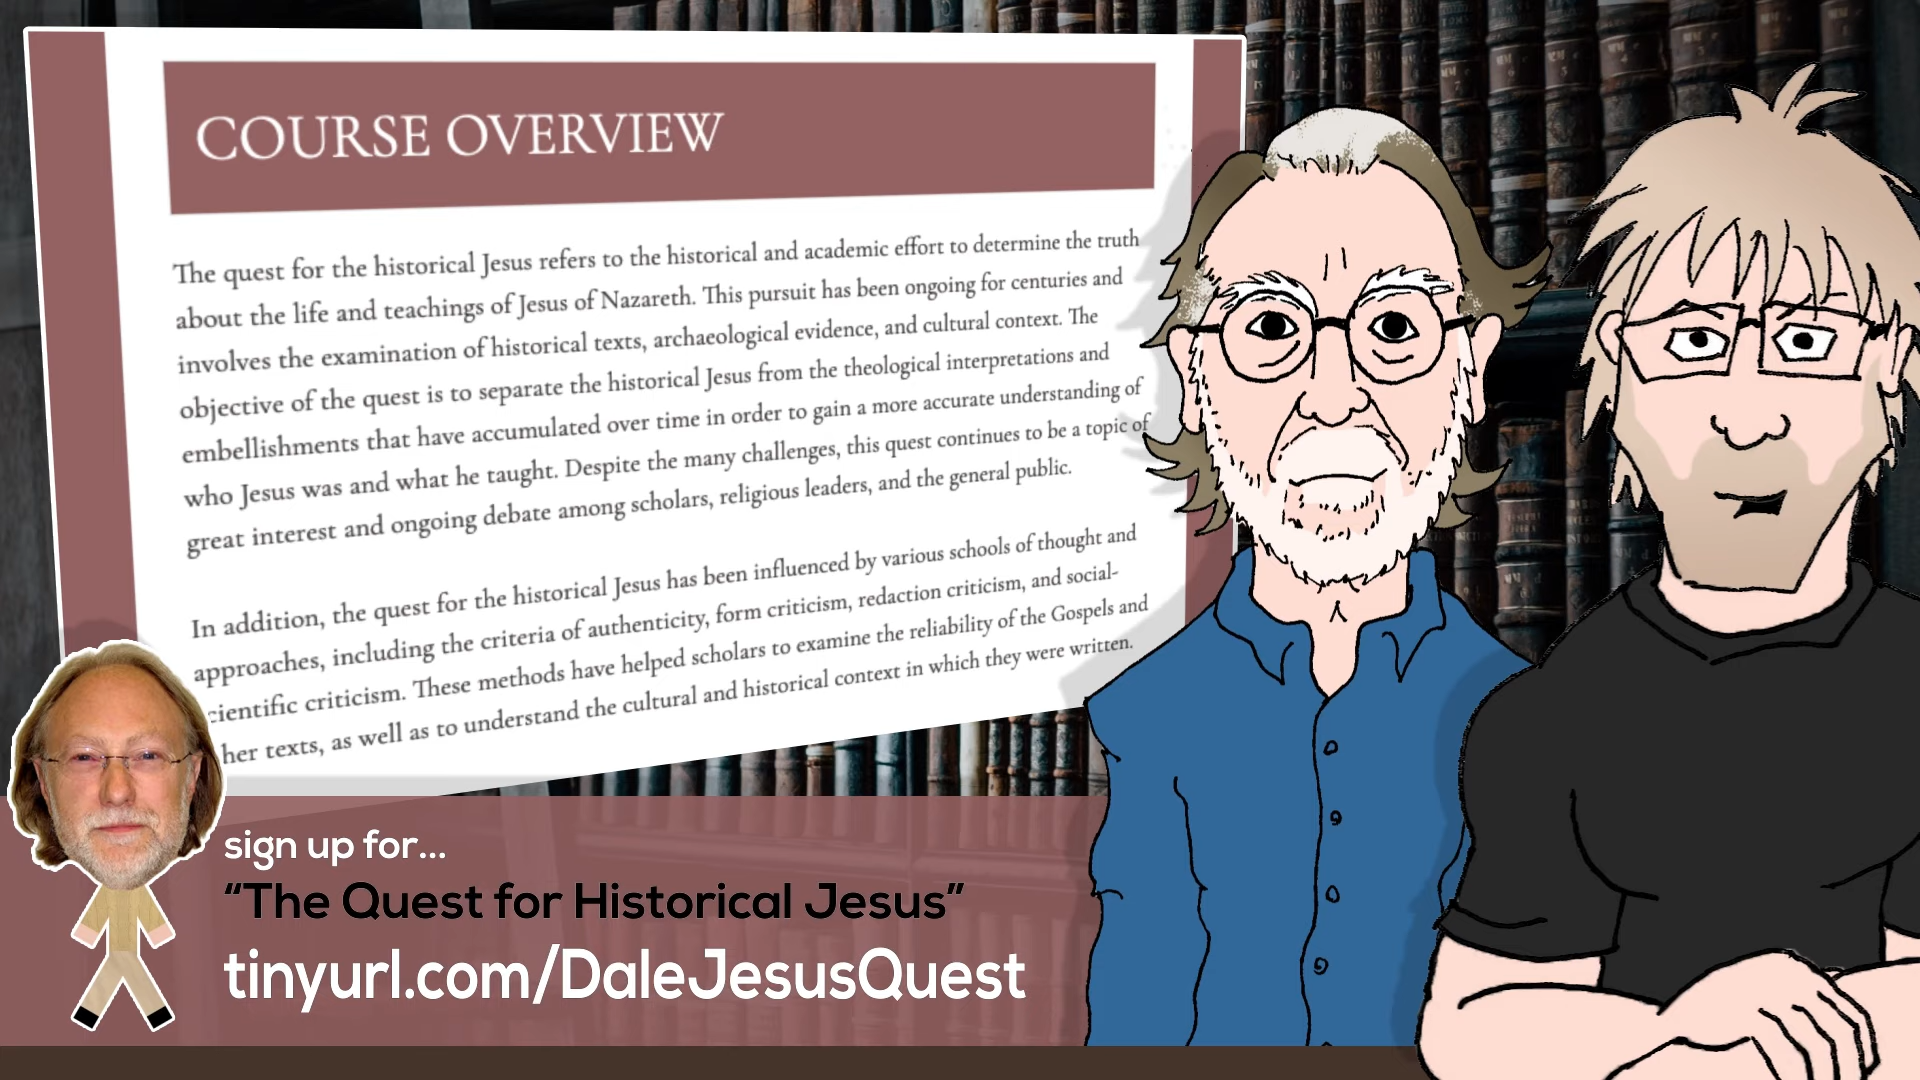 COURSE OVERVIEW
The quest for the historical Jesus refers to the historical and academic effort to determine the truth
about the life and teachings of Jesus of Nazareth. This pursuit has been ongoing for centuries and
involves the examination of historical texts, archaeological evidence, and cultural context. The
objective of the quest is to separate the historical Jesus from the theological interpretations and
embellishments that have accumulated over time in order to gain a more accurate understanding of
who Jesus was and what he taught. Despite the many challenges, this quest continues to be a topic of
great interest and ongoing debate among scholars, religious leaders, and the general public.
In addition, the quest for the historical Jesus has been influenced by various schools of thought and
approaches, including the criteria of authenticity, form criticism, redaction criticism, and social-
cientific criticism. These methods have helped scholars to examine the reliability of the Gospels and
her texts, as well as to understand the cultural and historical context in which they were written.
sign up for...
“The Quest for Historical Jesus”
tinyurl.com/DaleJesusQuest